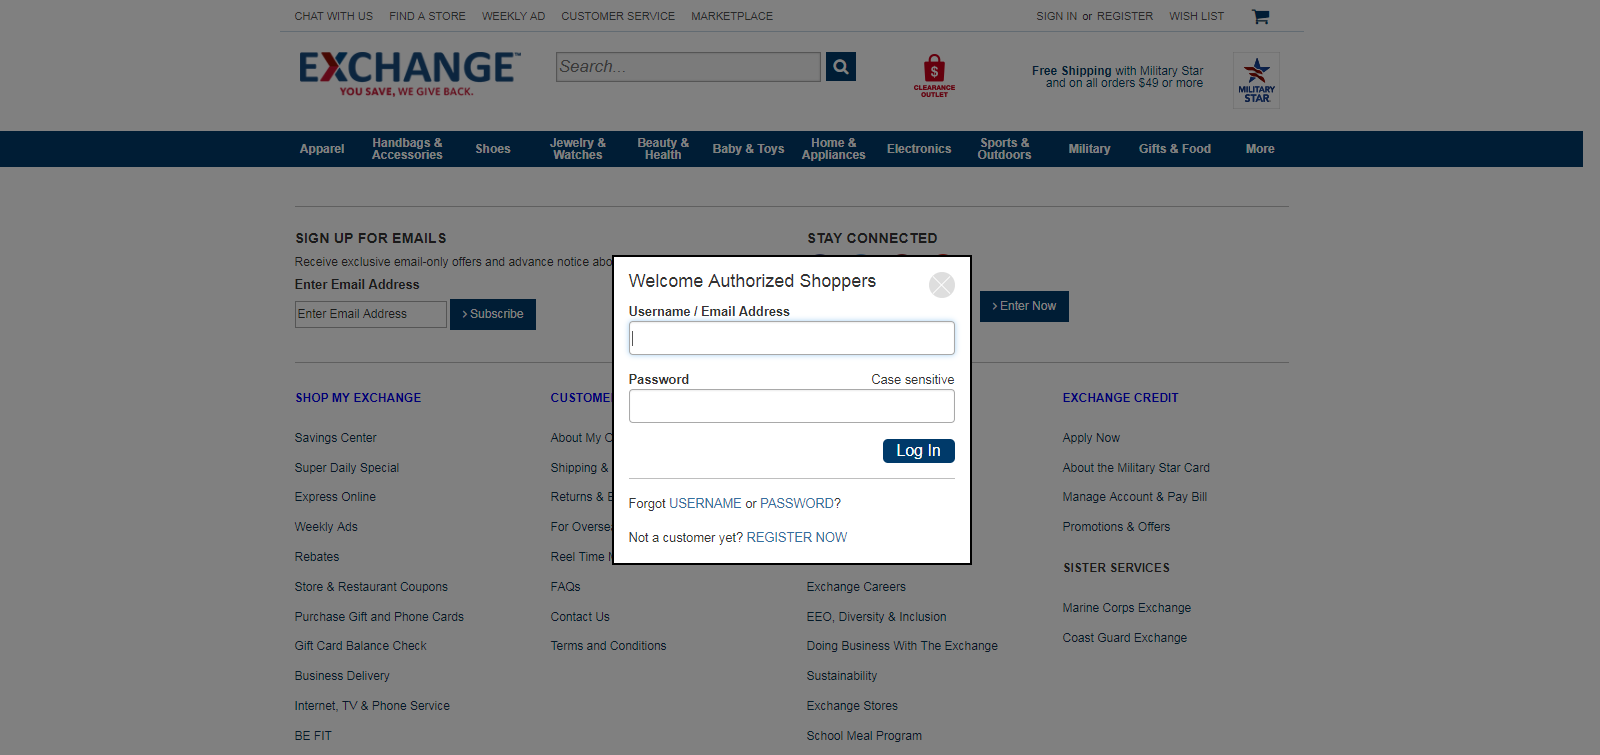 CHAT WITH US FIND A STORE WEEKLY AD CUSTOMER SERVICE MARKETPLACE SIGN IN or REGISTER WISH LIST
EXCHANGE™
YOU SAVE, WE GIVE BACK.
Search...
$
CLEARANCE
OUTLET
Free Shipping with Military Star
and on all orders $49 or more
MILITARY
STAR
Apparel
Handbags &
Accessories
Shoes
Jewelry &
Watches
Beauty &
Health
Baby & Toys
Home &
Appliances
Electronics
Sports &
Outdoors
Military
Gifts & Food
More
SIGN UP FOR EMAILS
Receive exclusive email-only offers and advance notice
Enter Email Address
Enter Email Address
› Subscribe
STAY CONNECTED
› Enter Now
Welcome Authorized Shoppers
Username / Email Address
Password Case sensitive
Log In
Forgot USERNAME or PASSWORD?
Not a customer yet? REGISTER NOW
SHOP MY EXCHANGE
Savings Center
Super Daily Special
Express Online
Weekly Ads
Rebates
Store & Restaurant Coupons
Purchase Gift and Phone Cards
Gift Card Balance Check
Business Delivery
Internet, TV & Phone Service
BE FIT
About My
Shipping &
Returns &
For
Reel Time
FAQs
Contact Us
Terms and Conditions
Exchange Careers
EEO, Diversity & Inclusion
Doing Business With The Exchange
Sustainability
Exchange Stores
School Meal Program
EXCHANGE CREDIT
Apply Now
About the Military Star Card
Manage Account & Pay Bill
Promotions & Offers
SISTER SERVICES
Marine Corps Exchange
Coast Guard Exchange